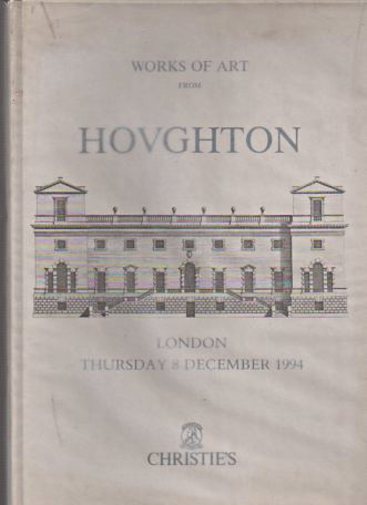 WORKS OF ART
FROM
HOVGHTON
LONDON
THURSDAY 8 DECEMBER 1994
CHRISTIE'S